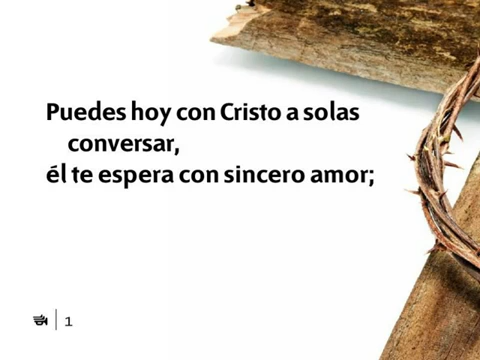 Puedes hoy con Cristo a solas
conversar,
él te espera con sincero amor;
1